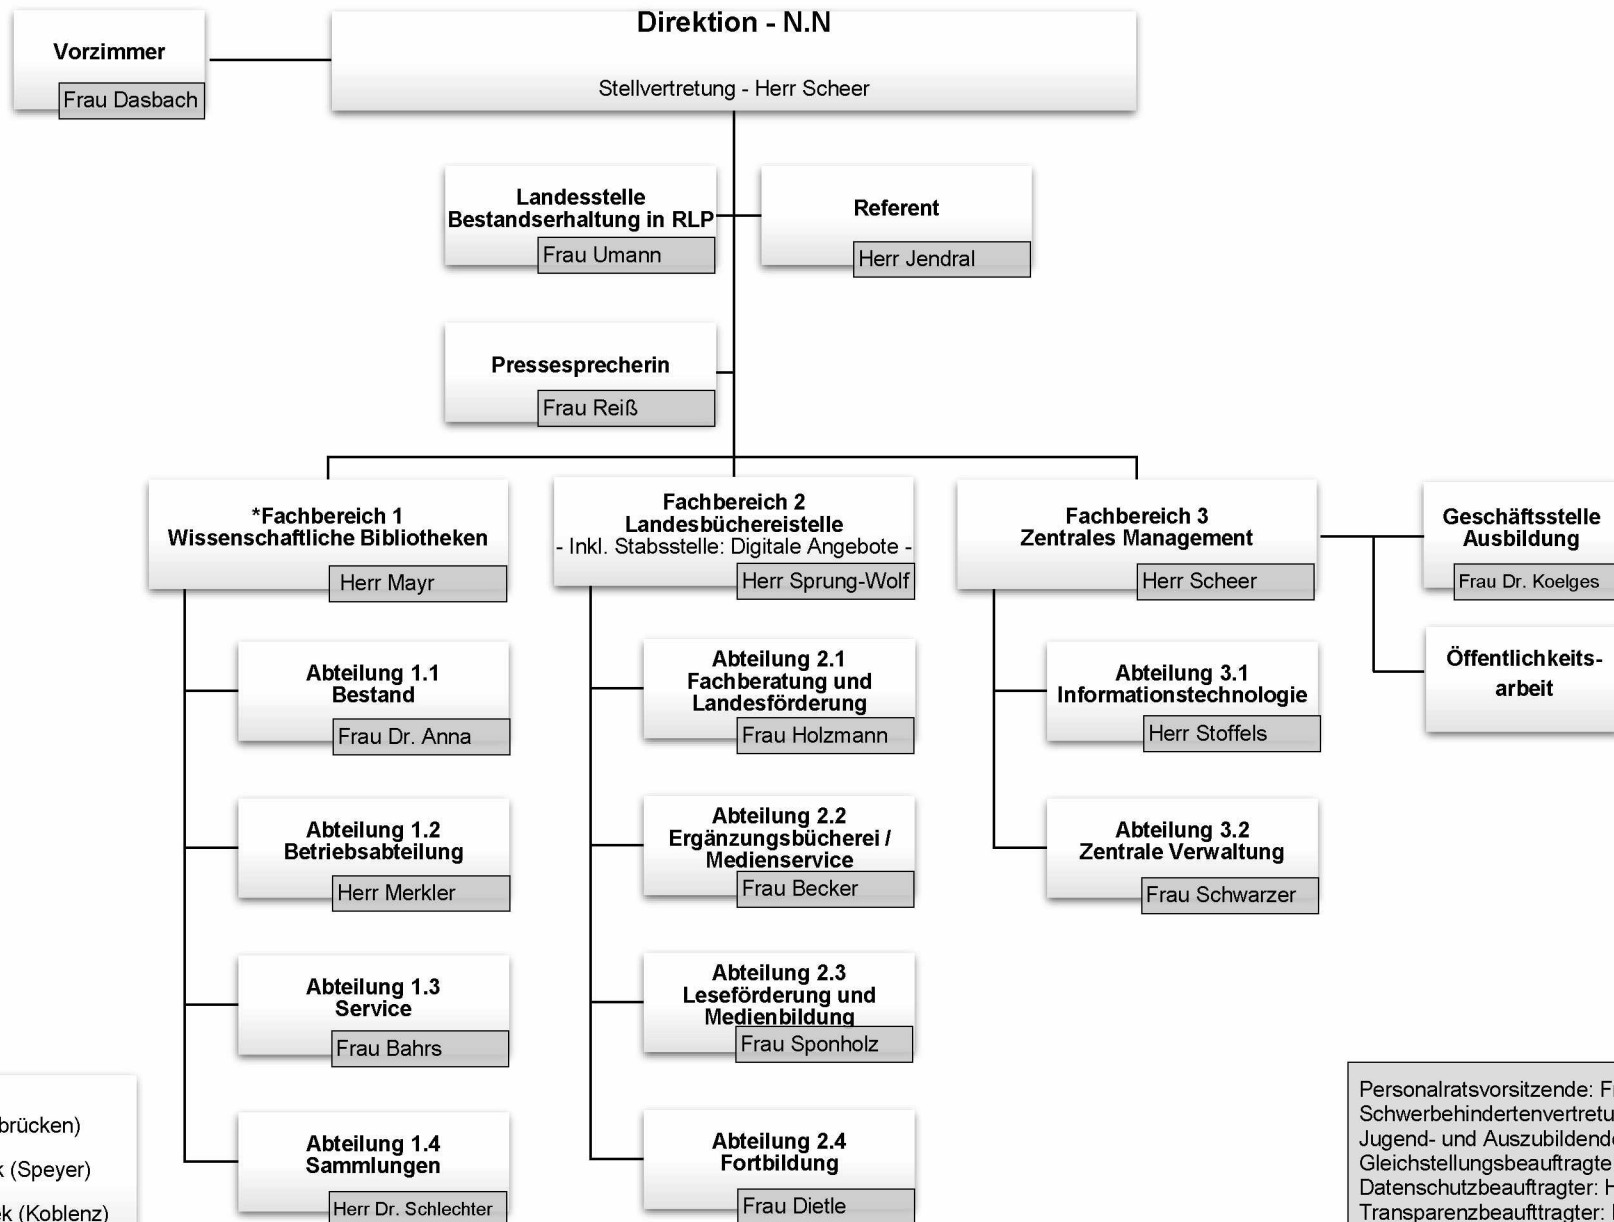 Direktion - N.N
Stellvertretung - Herr Scheer
Vorzimmer
Frau Dasbach
Landesstelle
Bestandserhaltung in RLP
Frau Umann
Referent
Herr Jendral
Pressesprecherin
Frau Reiß
*Fachbereich 1
Wissenschaftliche Bibliotheken
Herr Mayr
Abteilung 1.1
Bestand
Frau Dr. Anna
Abteilung 1.2
Betriebsabteilung
Herr Merkler
Abteilung 1.3
Service
Frau Bahrs
Abteilung 1.4
Sammlungen
Herr Dr. Schlechter
Fachbereich 2
Landesbüchereistelle
- Inkl. Stabsstelle: Digitale Angebote -
Herr Sprung-Wolf
Abteilung 2.1
Fachberatung und
Landesförderung
Frau Holzmann
Abteilung 2.2
Ergänzungsbücherei /
Medienservice
Frau Becker
Abteilung 2.3
Leseförderung und
Medienbildung
Frau Sponholz
Abteilung 2.4
Fortbildung
Frau Dietle
Fachbereich 3
Zentrales Management
Herr Scheer
Abteilung 3.1
Informationstechnologie
Herr Stoffels
Abteilung 3.2
Zentrale Verwaltung
Frau Schwarzer
Geschäftsstelle
Ausbildung
Frau Dr. Koelges
Öffentlichkeits-
arbeit
brücken)
(Speyer)
(Koblenz)
Personalratsvorsitzende:
Jugend- und
Gleichstellungsbeauftragte
Datenschutzbeauftragter:
Transparenzbeaufttragter: